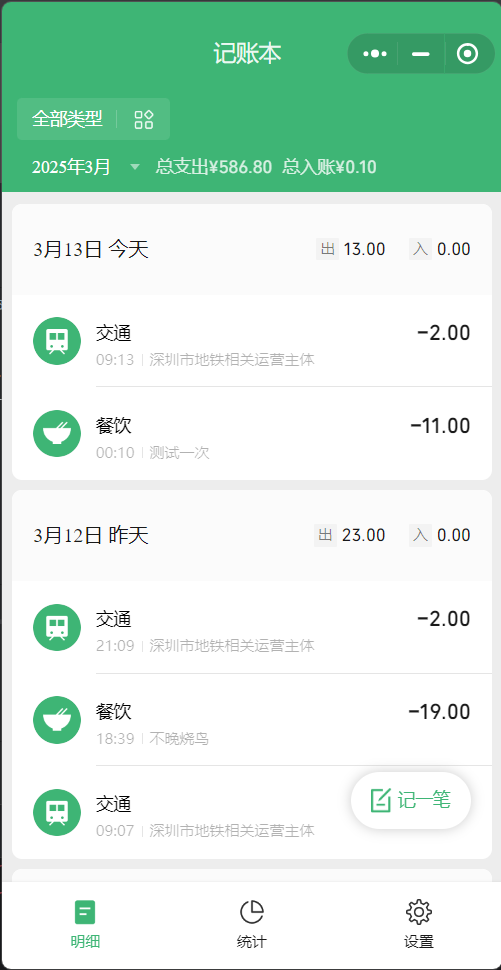 记账本
全部类型
2025年3月 总支出¥586.80 总入账¥0.10
3月13日 今天 出 13.00 入 0.00
交通 -2.00
09:13 深圳市地铁相关运营主体
餐饮 -11.00
00:10 测试一次
3月12日 昨天 出 23.00 入 0.00
交通 -2.00
21:09 深圳市地铁相关运营主体
餐饮 -19.00
18:39 不晚烧鸟
交通
09:07 深圳市地铁相关运营主体
记一笔
明细 统计 设置